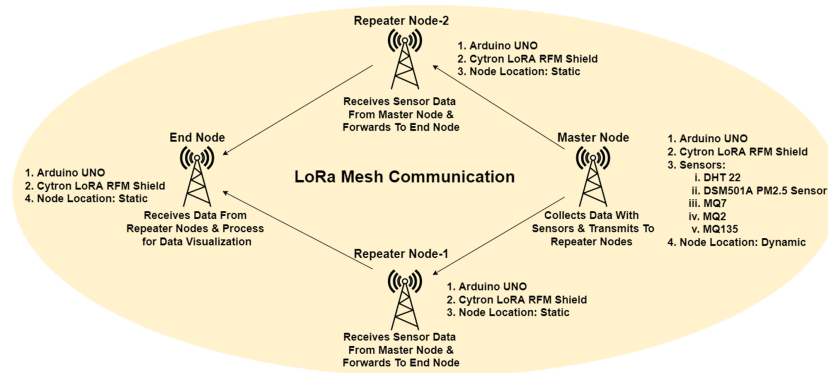 Repeater Node-2
1. Arduino UNO
2. Cytron LoRA RFM Shield
3. Node Location: Static
Receives Sensor Data
From Master Node &
Forwards To End Node
End Node
1. Arduino UNO
2. Cytron LoRA RFM Shield
4. Node Location: Static
Receives Data From
Repeater Nodes & Process
for Data Visualization
LoRa Mesh Communication
Master Node
Collects Data With
Sensors & Transmits To
Repeater Nodes
1. Arduino UNO
2. Cytron LoRA RFM Shield
3. Sensors:
i. DHT 22
ii. DSM501A PM2.5 Sensor
iii. MQ7
iv. MQ2
v. MQ135
4. Node Location: Dynamic
Repeater Node-1
1. Arduino UNO
2. Cytron LoRA RFM Shield
3. Node Location: Static
Receives Sensor Data
From Master Node &
Forwards To End Node